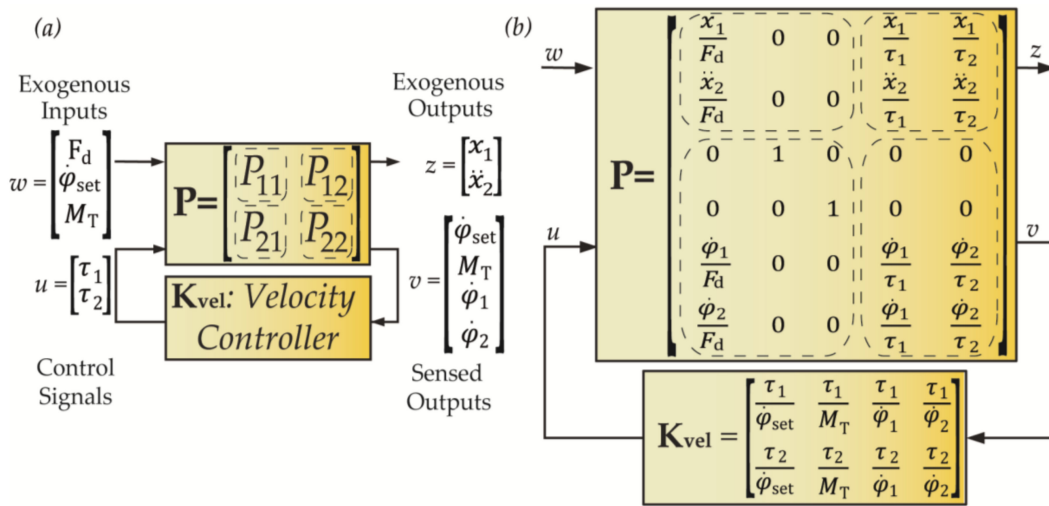 (a)
Exogenous Inputs
w = [F_d  φ̇_set  M_T]
P= [P_11 P_12
P_21 P_22]
Exogenous Outputs
z = [x_1  ẍ_2]
u = [τ_1  τ_2]
K_vel: Velocity
Controller
v = [φ̇_set  M_T  φ̇_1  φ̇_2]
Control
Signals
Sensed
Outputs
(b)
w
z
u
v
P=
x_1/F_d 0 0 x_1/τ_1 x_1/τ_2
ẍ_2/F_d 0 0 ẍ_2/τ_1 ẍ_2/τ_2
0 1 0 0 0
0 0 1 0 0
φ̇_1/F_d 0 0 φ̇_1/τ_1 φ̇_2/τ_2
φ̇_2/F_d 0 0 φ̇_1/τ_1 φ̇_2/τ_2
K_vel =
τ_1/φ̇_set τ_1/M_T τ_1/φ̇_1 τ_1/φ̇_2
τ_2/φ̇_set τ_2/M_T τ_2/φ̇_1 τ_2/φ̇_2